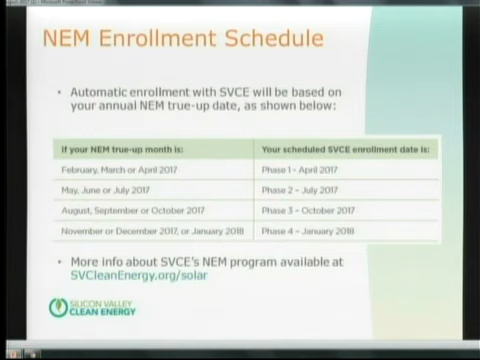 NEM Enrollment Schedule
• Automatic enrollment with SVCE will be based on
your annual NEM true-up date, as shown below:
If your NEM true-up month is: Your scheduled SVCE enrollment date is:
February, March or April 2017 Phase 1 - April 2017
May, June or July 2017 Phase 2 - July 2017
August, September or October 2017 Phase 3 - October 2017
November or December 2017, or January 2018 Phase 4 - January 2018
• More info about SVCE's NEM program available at
SVCleanEnergy.org/solar
SILICON VALLEY
CLEAN ENERGY